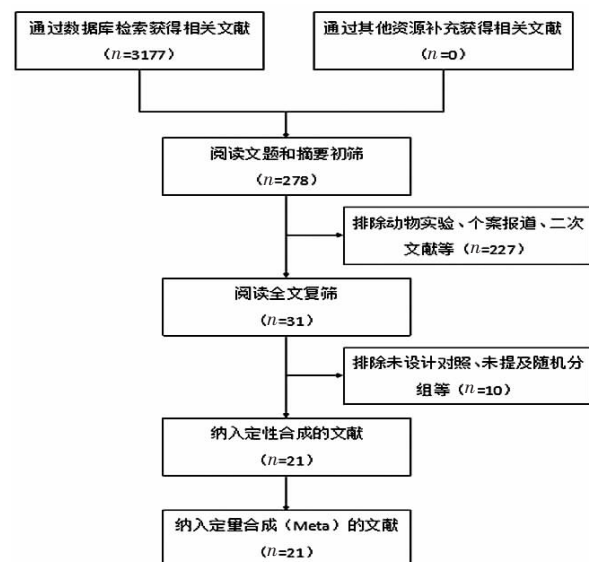 通过数据库检索获得相关文献
（n=3177）
通过其他资源补充获得相关文献
（n=0）
阅读文题和摘要初筛
（n=278）
排除动物实验、个案报道、二次
文献等（n=227）
阅读全文复筛
（n=31）
排除未设计对照、未提及随机分
组等（n=10）
纳入定性合成的文献
（n=21）
纳入定量合成（Meta）的文献
（n=21）